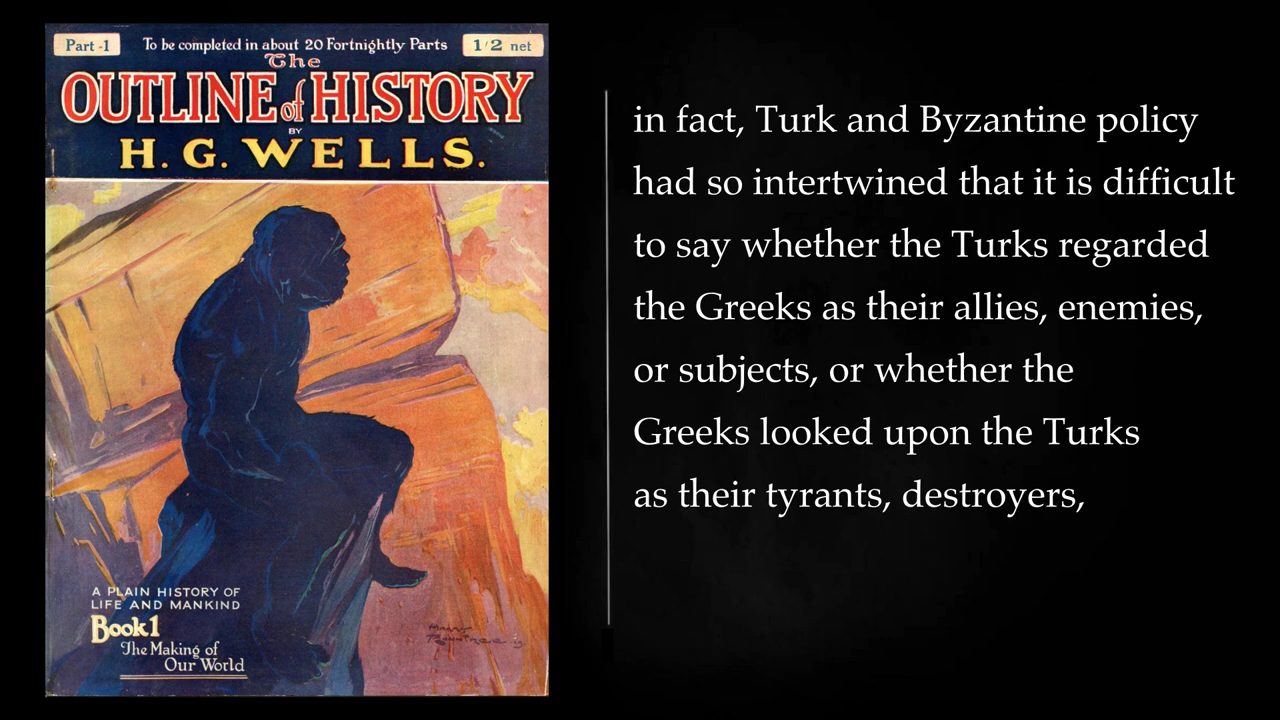 Part -1
To be completed in about 20 Fortnightly Parts
1/2 net
The
OUTLINE of HISTORY
BY
H. G. WELLS.
A PLAIN HISTORY OF
LIFE AND MANKIND
Book 1
The Making of
Our World
in fact, Turk and Byzantine policy
had so intertwined that it is difficult
to say whether the Turks regarded
the Greeks as their allies, enemies,
or subjects, or whether the
Greeks looked upon the Turks
as their tyrants, destroyers,